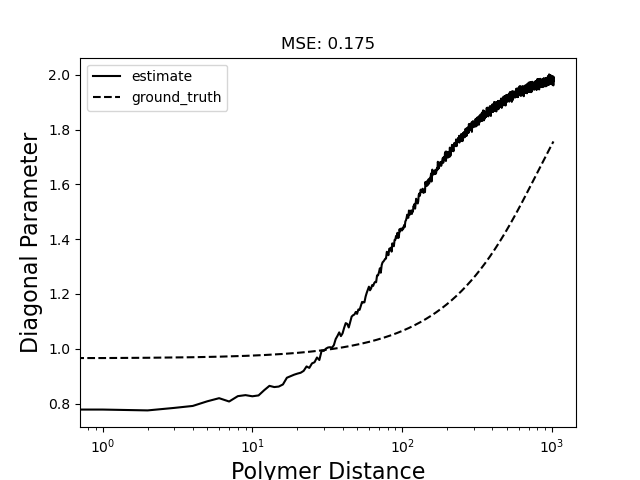 MSE: 0.175
estimate
ground_truth
2.0
1.8
1.6
1.4
1.2
1.0
0.8
Diagonal Parameter
10⁰ 10¹ 10² 10³
Polymer Distance